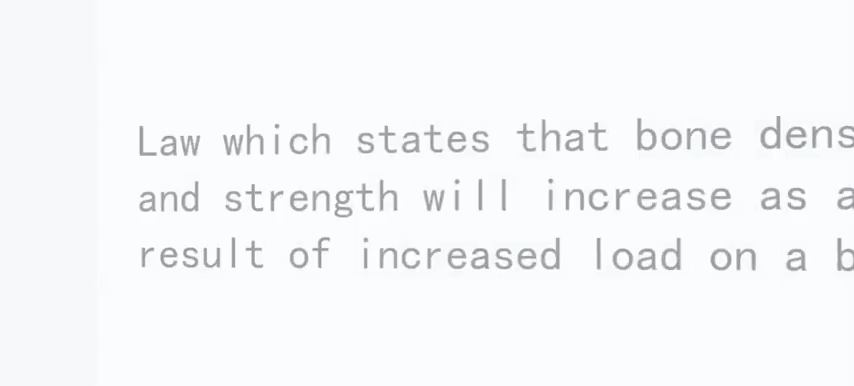 Law which states that bone dens
and strength will increase as a
result of increased load on a b